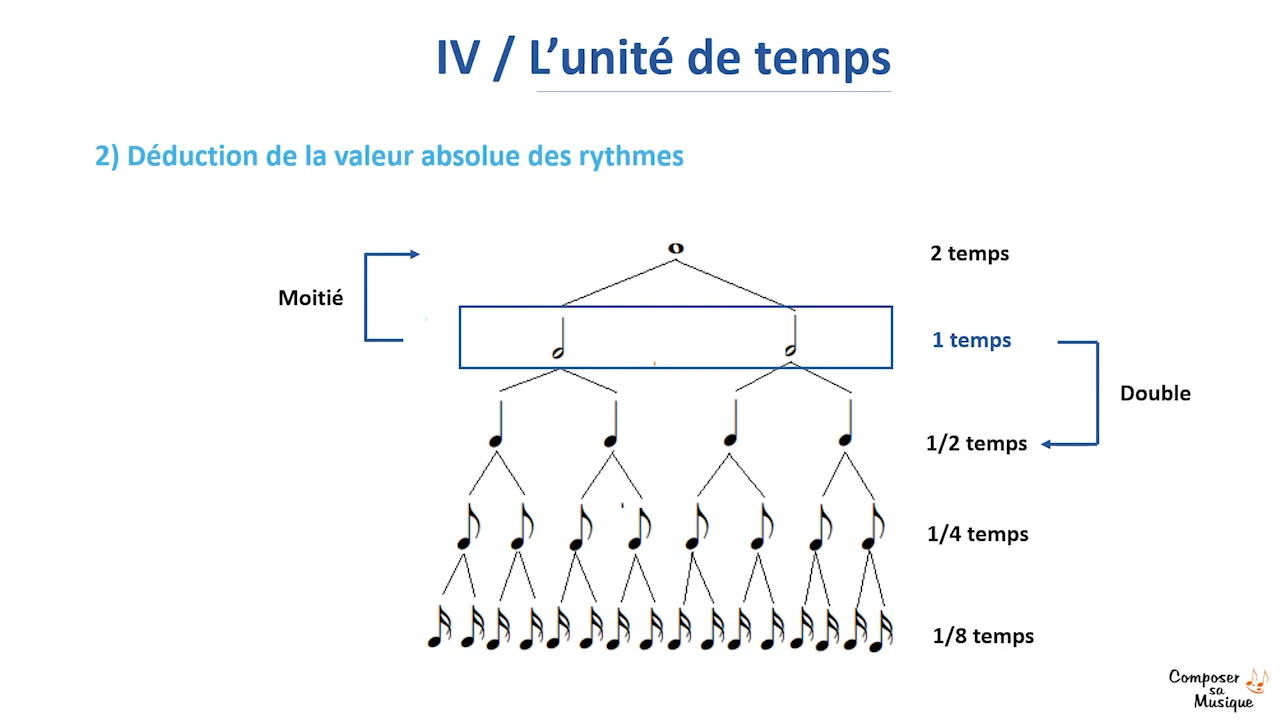 IV / L’unité de temps
2) Déduction de la valeur absolue des rythmes
2 temps
Moitié
1 temps
Double
1/2 temps
1/4 temps
1/8 temps
Composer
sa
Musique